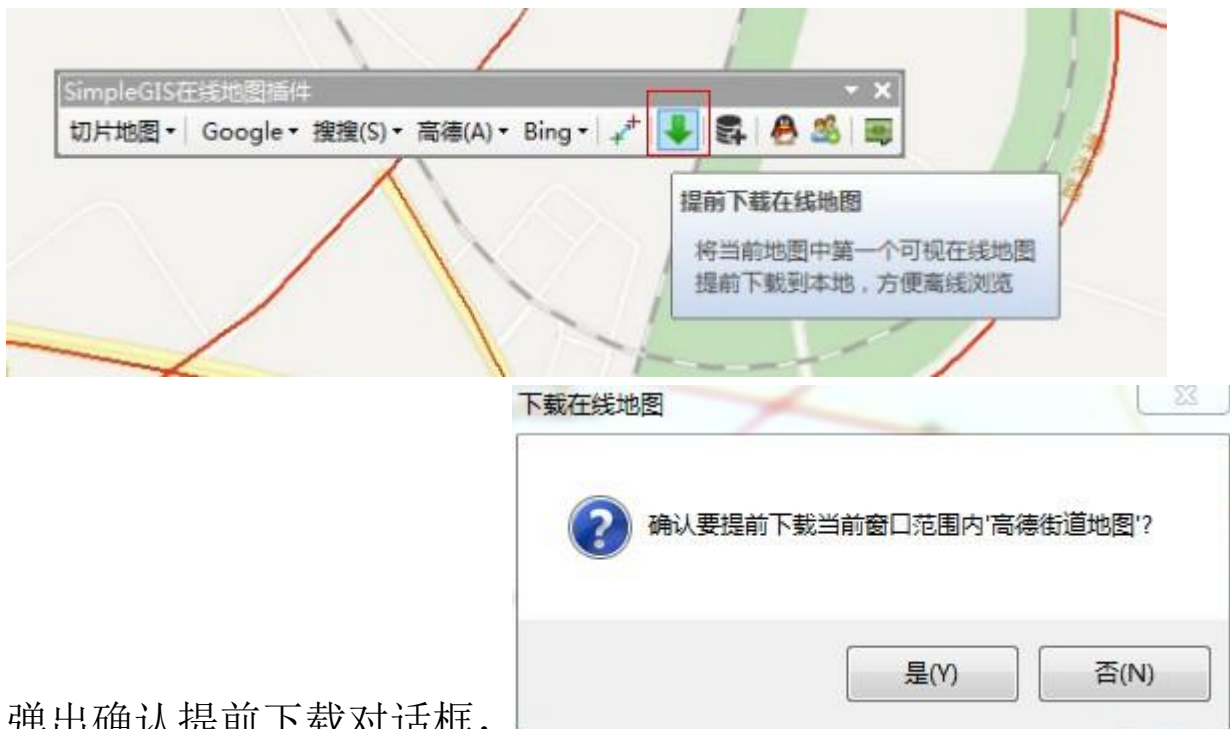 SimpleGIS在线地图插件
切片地图 Google 搜搜(S) 高德(A) Bing
提前下载在线地图
将当前地图中第一个可视在线地图
提前下载到本地，方便离线浏览
下载在线地图
确认要提前下载当前窗口范围内'高德街道地图'?
是(Y) 否(N)
弹出确认提前下载对话框，